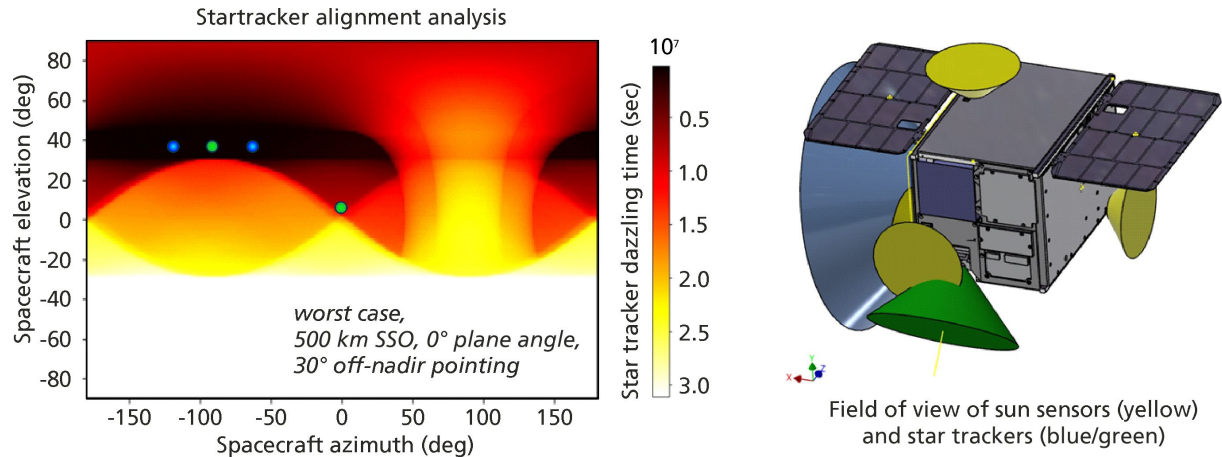 Startracker alignment analysis
Spacecraft elevation (deg)
80
60
40
20
0
-20
-40
-60
-80
worst case,
500 km SSO, 0° plane angle,
30° off-nadir pointing
-150
-100
-50
0
50
100
150
Spacecraft azimuth (deg)
10⁷
0.5
1.0
1.5
2.0
2.5
3.0
Star tracker dazzling time (sec)
Y
X
Z
Field of view of sun sensors (yellow)
and star trackers (blue/green)